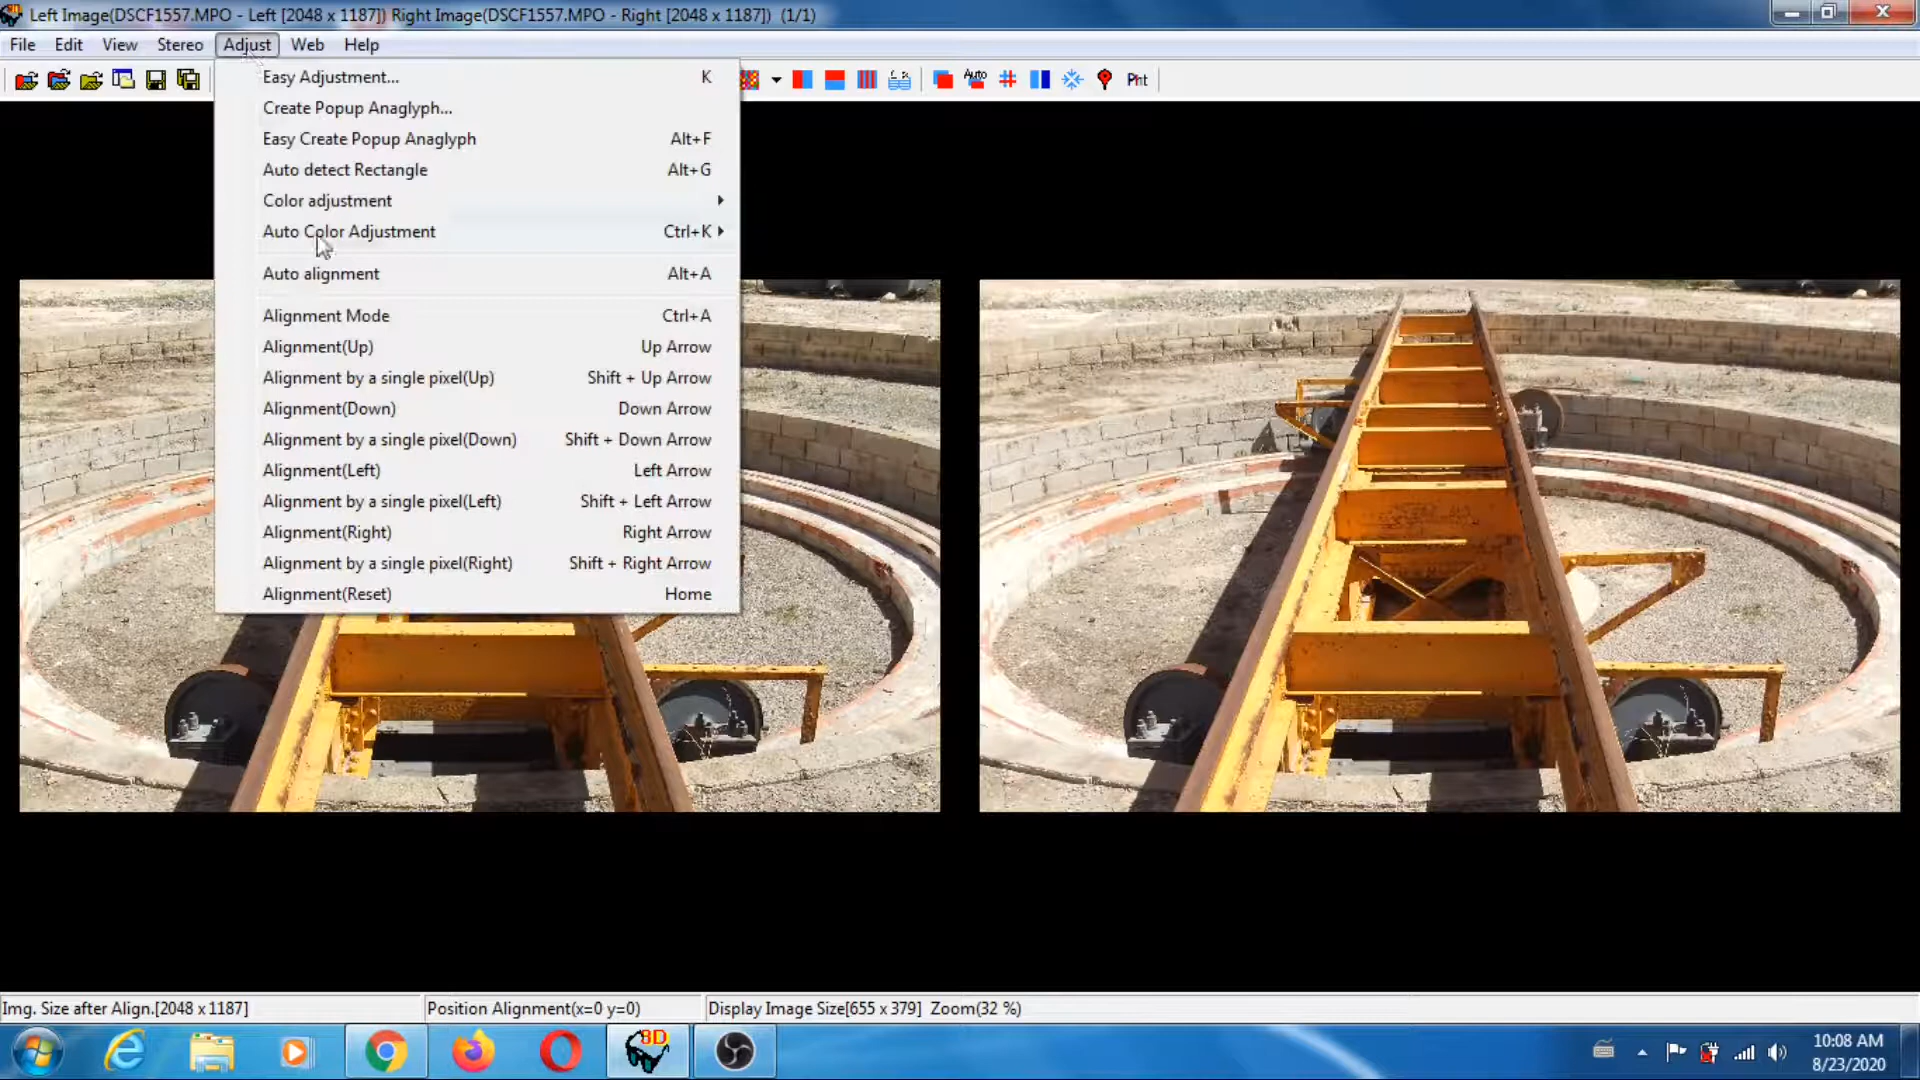 Left Image(DSCF1557.MPO - Left [2048 x 1187]) Right Image(DSCF1557.MPO - Right [2048 x 1187]) (1/1)
File Edit View Stereo Adjust Web Help
Auto
Pht
Easy Adjustment... K
Create Popup Anaglyph...
Easy Create Popup Anaglyph Alt+F
Auto detect Rectangle Alt+G
Color adjustment
Auto Color Adjustment Ctrl+K
Auto alignment Alt+A
Alignment Mode Ctrl+A
Alignment(Up) Up Arrow
Alignment by a single pixel(Up) Shift + Up Arrow
Alignment(Down) Down Arrow
Alignment by a single pixel(Down) Shift + Down Arrow
Alignment(Left) Left Arrow
Alignment by a single pixel(Left) Shift + Left Arrow
Alignment(Right) Right Arrow
Alignment by a single pixel(Right) Shift + Right Arrow
Alignment(Reset) Home
Img. Size after Align.[2048 x 1187] Position Alignment(x=0 y=0) Display Image Size[655 x 379] Zoom(32 %)
10:08 AM
8/23/2020